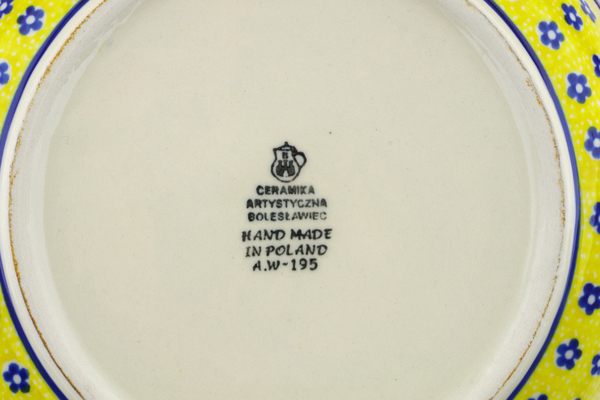 CERAMIKA
ARTYSTYCZNA
BOLESŁAWIEC
HAND MADE
IN POLAND
A.W-195